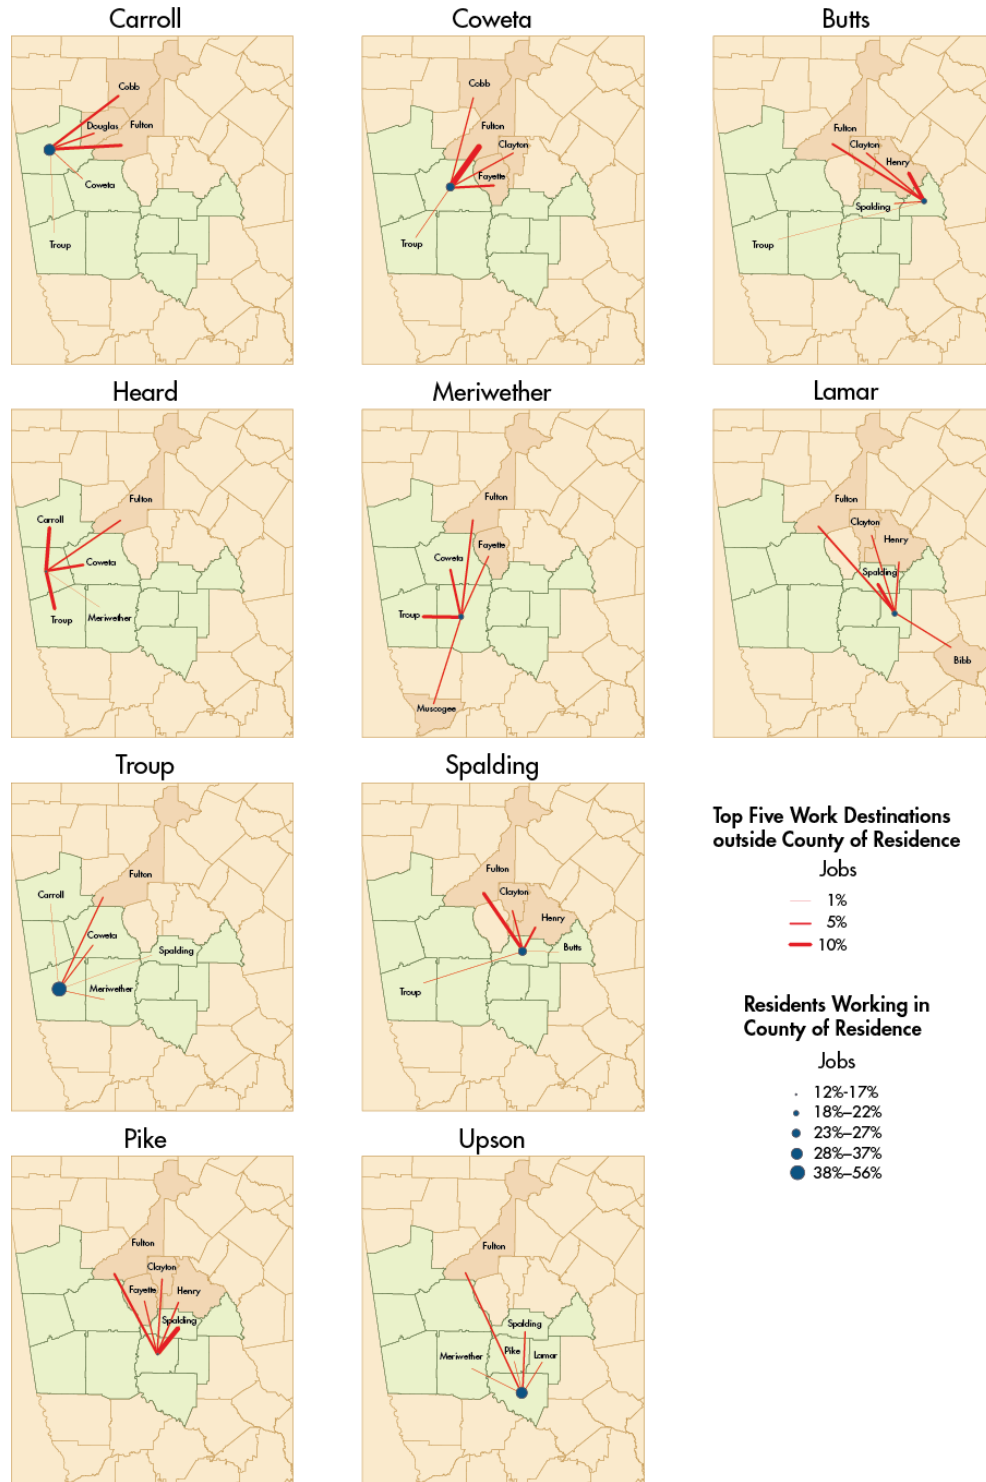 Carroll
Cobb
Douglas
Fulton
Coweta
Troup
Coweta
Cobb
Fulton
Clayton
Fayette
Troup
Butts
Fulton
Clayton
Henry
Spalding
Troup
Heard
Fulton
Carroll
Coweta
Troup
Meriwether
Meriwether
Fulton
Fayette
Coweta
Troup
Muscogee
Lamar
Fulton
Clayton
Henry
Spalding
Bibb
Troup
Fulton
Carroll
Coweta
Spalding
Meriwether
Spalding
Fulton
Clayton
Henry
Butts
Troup
Top Five Work Destinations
outside County of Residence
Jobs
1%
5%
10%
Residents Working in
County of Residence
Jobs
12%-17%
18%–22%
23%–27%
28%–37%
38%–56%
Pike
Fulton
Clayton
Fayette
Henry
Spalding
Upson
Fulton
Spalding
Pike
Meriwether
Lamar